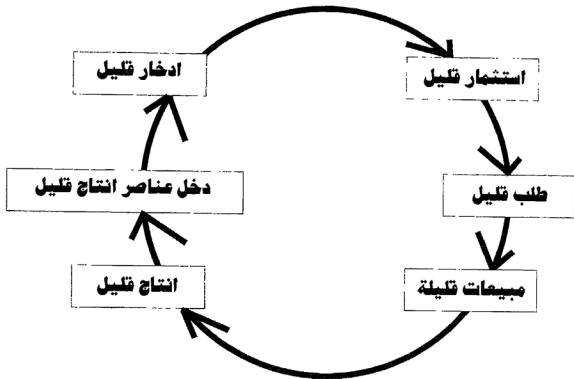 ادخار قليل
استثمار قليل
دخل عناصر انتاج قليل
طلب قليل
انتاج قليل
مبيعات قليلة